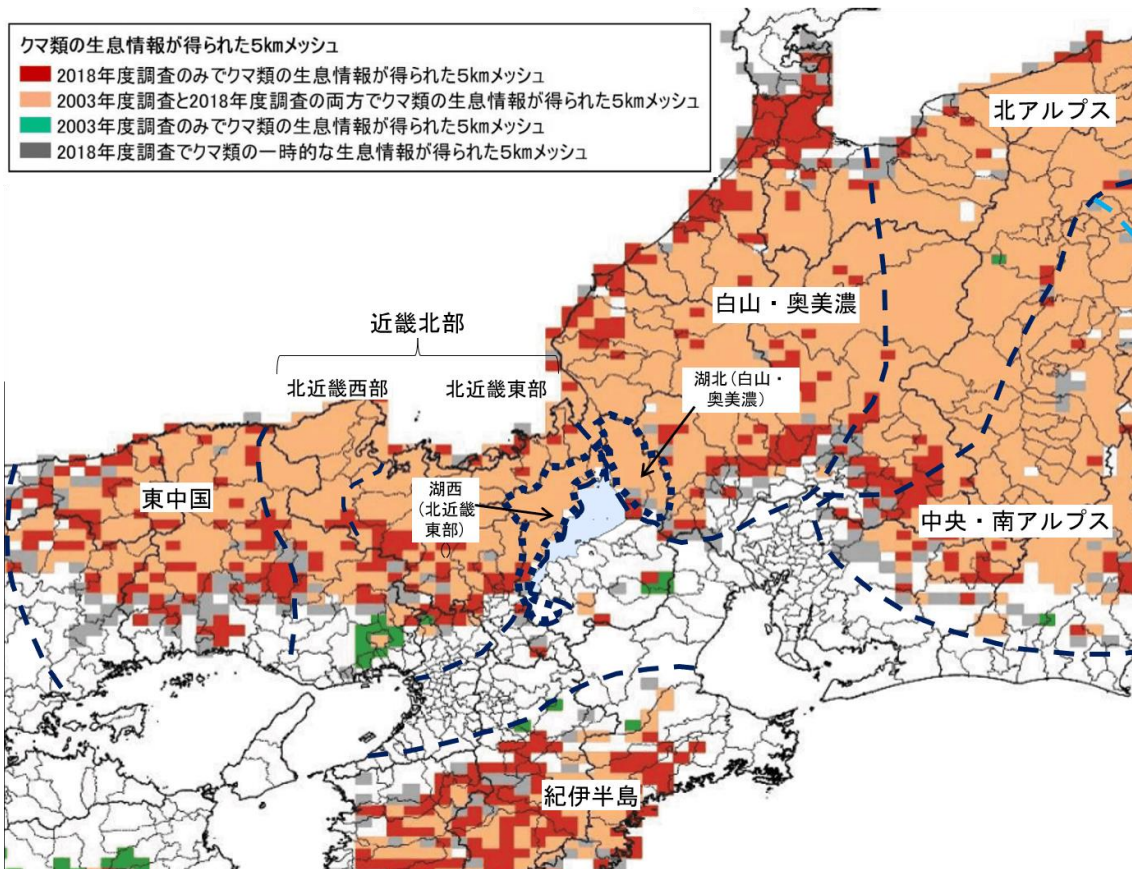 クマ類の生息情報が得られた5kmメッシュ
2018年度調査のみでクマ類の生息情報が得られた5kmメッシュ
2003年度調査と2018年度調査の両方でクマ類の生息情報が得られた5kmメッシュ
2003年度調査のみでクマ類の生息情報が得られた5kmメッシュ
2018年度調査でクマ類の一時的な生息情報が得られた5kmメッシュ
北アルプス
白山・奥美濃
近畿北部
北近畿西部
北近畿東部
湖北（白山・
奥美濃）
東中国
湖西
（北近畿
東部）
中央・南アルプス
紀伊半島